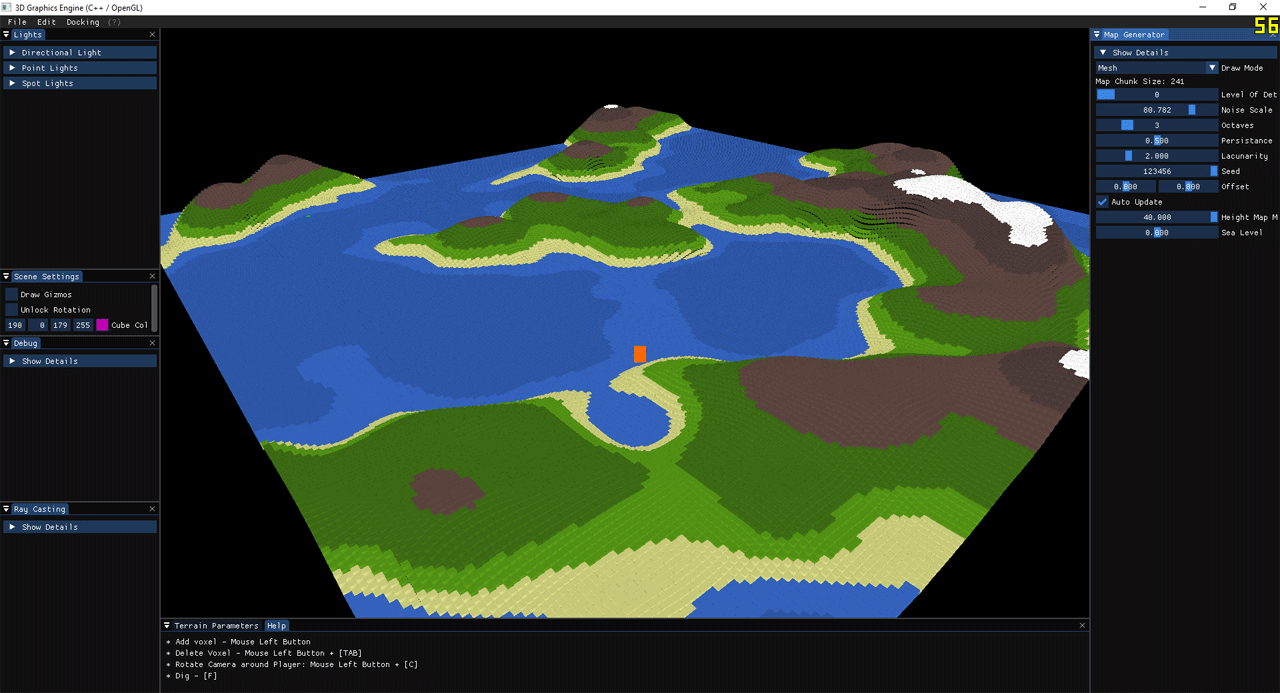 3D Graphics Engine (C++ / OpenGL)
File Edit Docking (?)
56
Lights
Directional Light
Point Lights
Spot Lights
Scene Settings
Draw Gizmos
Unlock Rotation
190 0 179 255 Cube Col
Debug
Show Details
Ray Casting
Show Details
Terrain Parameters Help
* Add voxel - Mouse Left Button
* Delete Voxel - Mouse Left Button + [TAB]
* Rotate Camera around Player: Mouse Left Button + [C]
* Dig - [F]
Map Generator
Show Details
Mesh Draw Mode
Map Chunk Size: 241
0 Level Of Det
80.782 Noise Scale
3 Octaves
0.500 Persistance
2.000 Lacunarity
123456 Seed
0.000 0.000 Offset
Auto Update
40.000 Height Map M
0.000 Sea Level